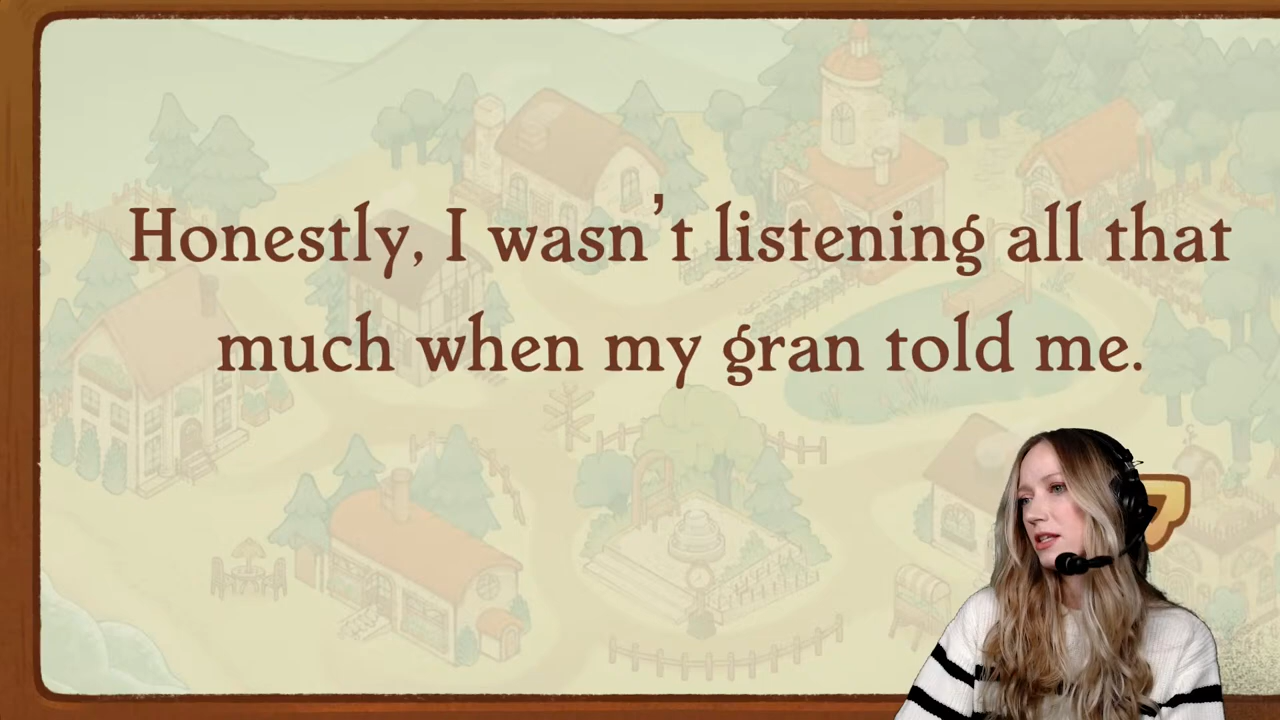 Honestly, I wasn't listening all that
much when my gran told me.